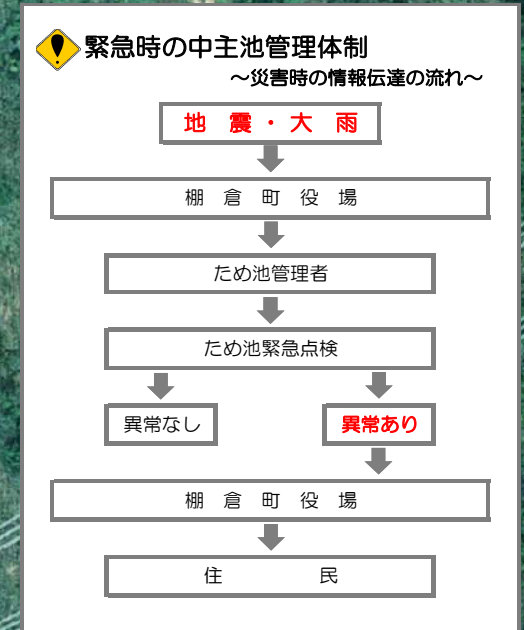 緊急時の中主池管理体制
～災害時の情報伝達の流れ～
地 震 ・ 大 雨
棚 倉 町 役 場
ため池管理者
ため池緊急点検
異常なし
異常あり
棚 倉 町 役 場
住 民